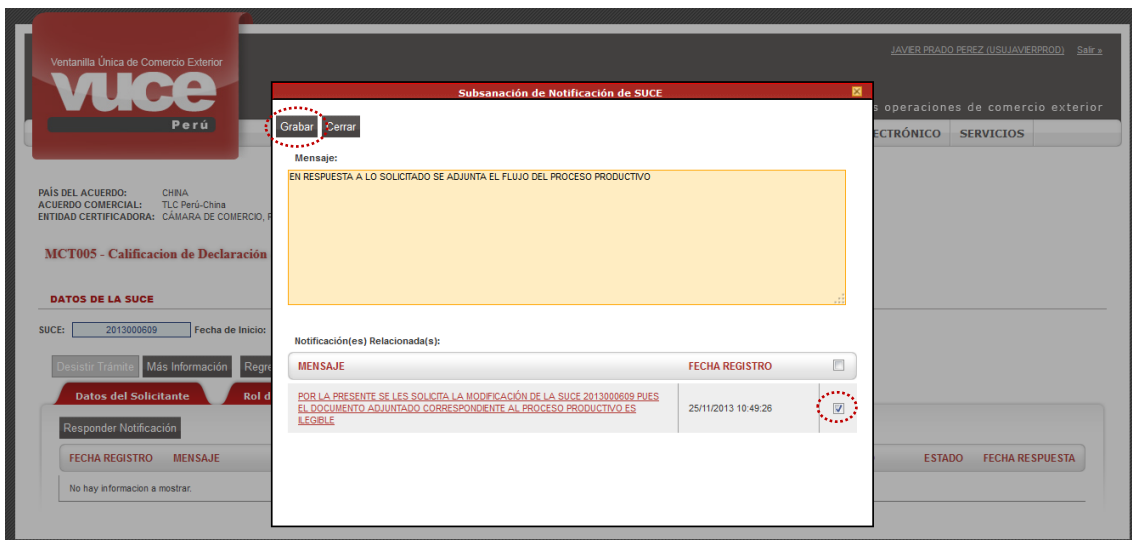 JAVIER PRADO PEREZ (USUJAVIERPROD) Salir »
Ventanilla Única de Comercio Exterior
vuce
Perú
s operaciones de comercio exterior
ECTRÓNICO SERVICIOS
Subsanación de Notificación de SUCE
Grabar Cerrar
Mensaje:
EN RESPUESTA A LO SOLICITADO SE ADJUNTA EL FLUJO DEL PROCESO PRODUCTIVO
PAÍS DEL ACUERDO: CHINA
ACUERDO COMERCIAL: TLC Perú-China
ENTIDAD CERTIFICADORA: CÁMARA DE COMERCIO,
MCT005 - Calificacion de Declaración
DATOS DE LA SUCE
SUCE: 2013000609 Fecha de Inicio:
Desistir Trámite Más Información Regre
Datos del Solicitante Rol d
Responder Notificación
FECHA REGISTRO MENSAJE ESTADO FECHA RESPUESTA
No hay informacion a mostrar.
Notificación(es) Relacionada(s):
MENSAJE FECHA REGISTRO
POR LA PRESENTE SE LES SOLICITA LA MODIFICACIÓN DE LA SUCE 2013000609 PUES
EL DOCUMENTO ADJUNTADO CORRESPONDIENTE AL PROCESO PRODUCTIVO ES
ILEGIBLE
25/11/2013 10:49:26